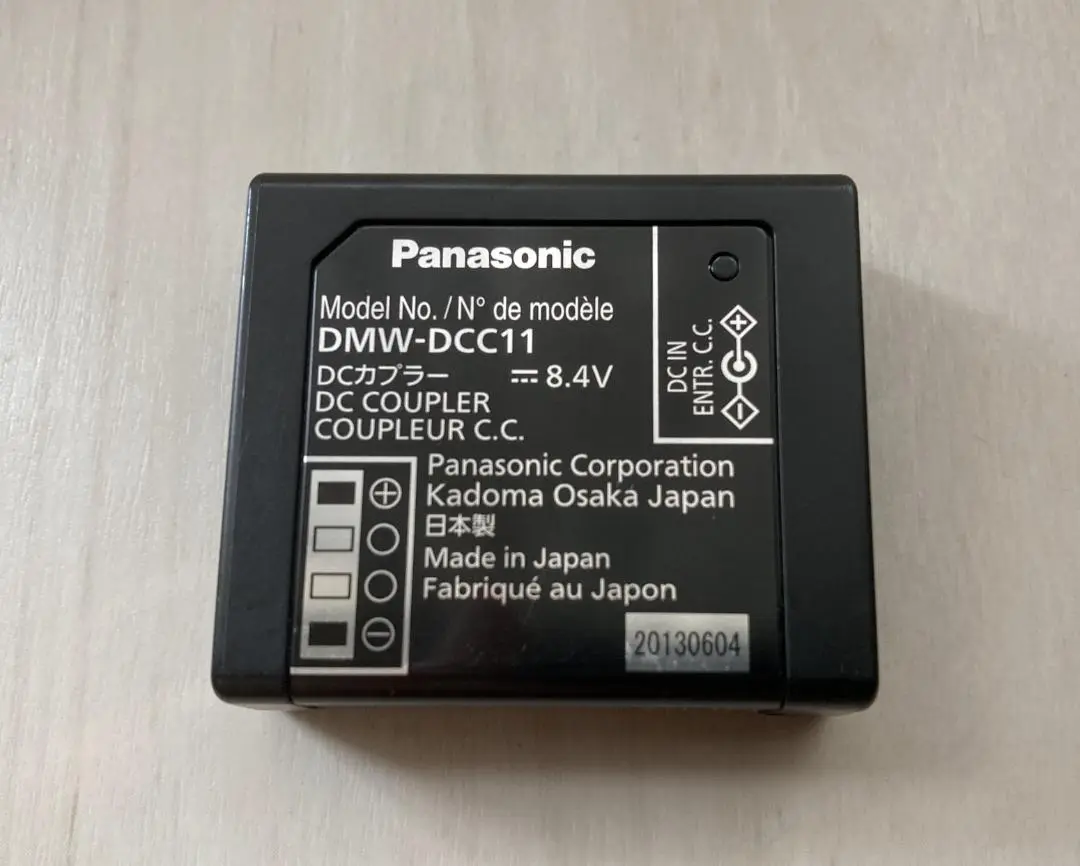 Panasonic
Model No. / N° de modèle
DMW-DCC11
DCカプラー ⎓ 8.4V
DC COUPLER
COUPLEUR C.C.
DC IN
ENTR. C.C.
Panasonic Corporation
Kadoma Osaka Japan
日本製
Made in Japan
Fabriqué au Japon
20130604